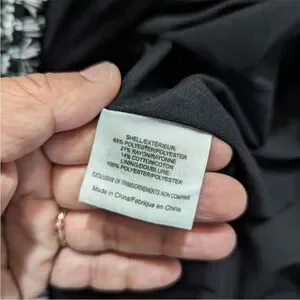 SHELL/EXTÉRIEUR:
65% POLYESTER/POLYESTER
21% RAYON/RAYONNE
14% COTTON/COTON
LINING/DOUBLURE:
100% POLYESTER/POLYESTER
EXCLUSIVE OF TRIMS/ORNEMENTS NON COMPRIS
Made in China/Fabriqué en Chine